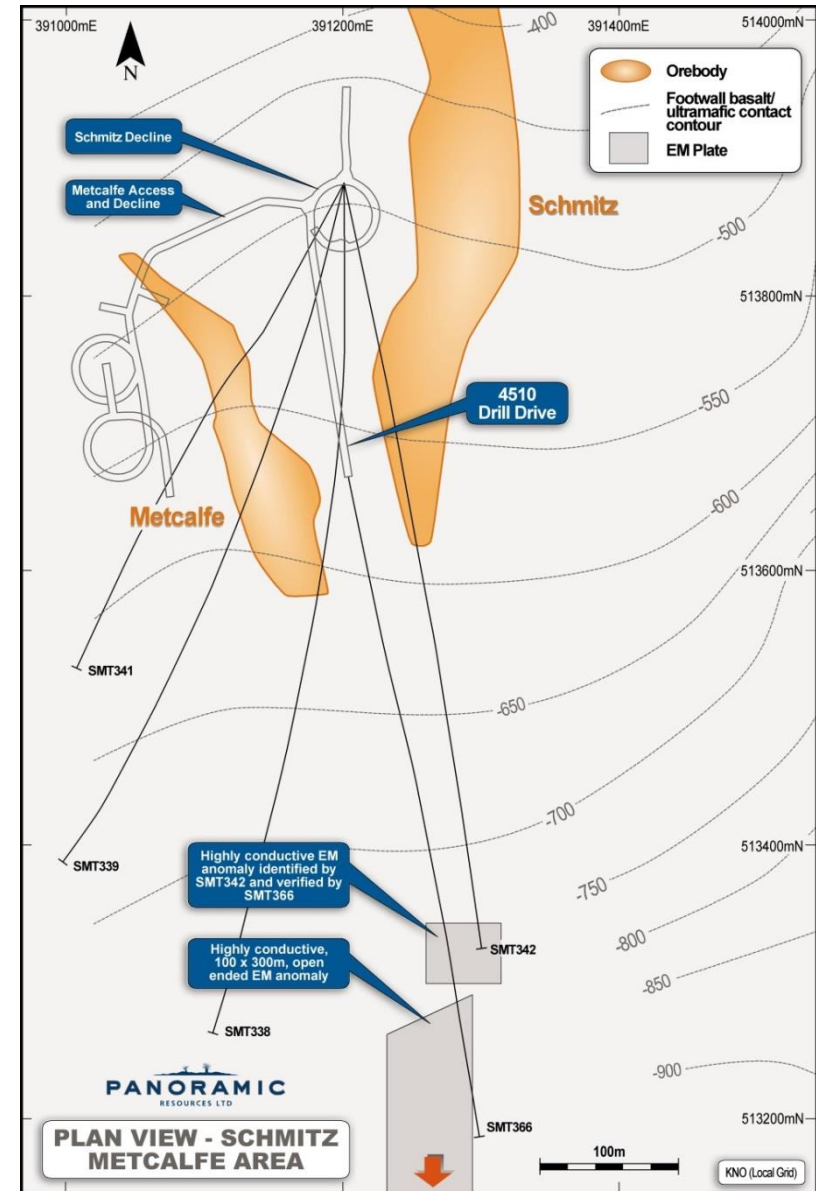 391000mE
391200mE
391400mE
514000mN
-400
N
Orebody
Footwall basalt/
ultramafic contact
contour
EM Plate
Schmitz Decline
Metcalfe Access
and Decline
Schmitz
-500
513800mN
4510
Drill Drive
-550
Metcalfe
-600
513600mN
SMT341
-650
-700
513400mN
SMT339
Highly conductive EM
anomaly identified by
SMT342 and verified by
SMT366
-750
-800
SMT342
Highly conductive,
100 x 300m, open
ended EM anomaly
-850
SMT338
-900
PANORAMIC
RESOURCES LTD
SMT366
513200mN
PLAN VIEW - SCHMITZ
METCALFE AREA
100m
KNO (Local Grid)